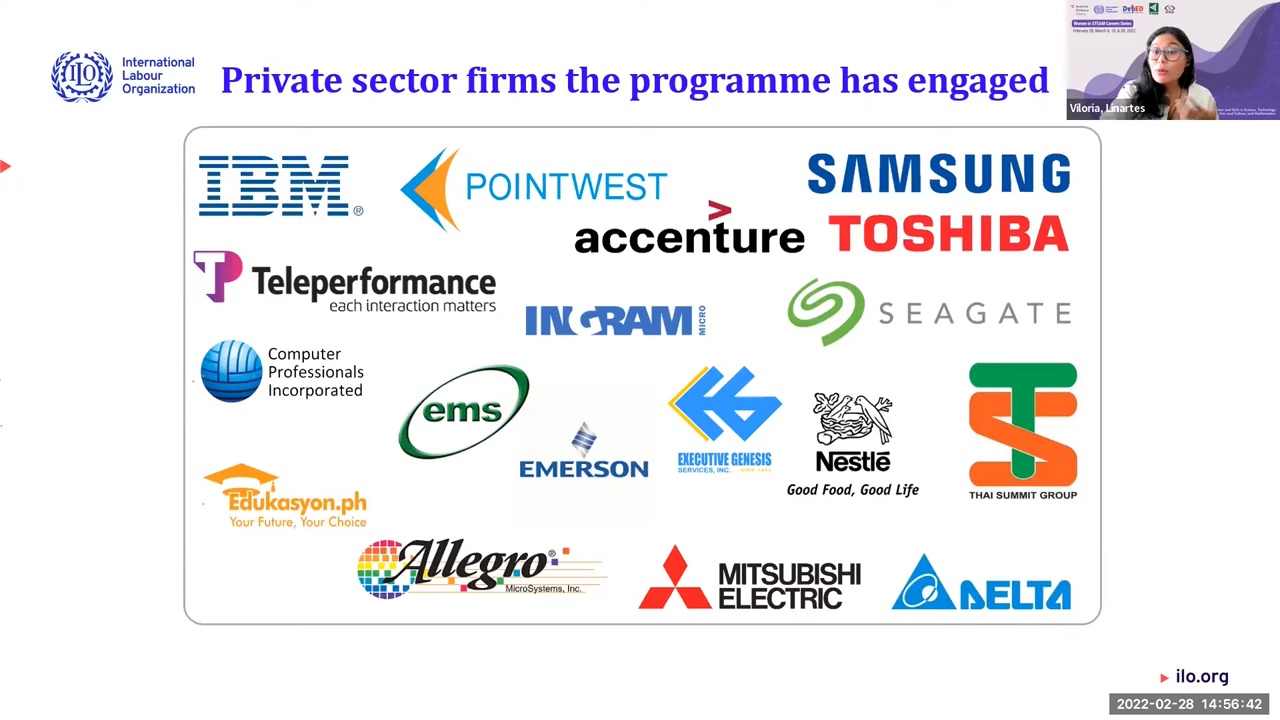 International
Labour
Organization
Private sector firms the programme has engaged
Women in STEAM Careers Series
Viloria, Linartes
IBM®
POINTWEST
SAMSUNG
accenture
TOSHIBA
Teleperformance
each interaction matters
INGRAM MICRO
SEAGATE
Computer
Professionals
Incorporated
ems
EMERSON
EXECUTIVE GENESIS
SERVICES, INC.
Nestlé
Good Food, Good Life
TS
THAI SUMMIT GROUP
Edukasyon.ph
Your Future, Your Choice
Allegro®
MicroSystems, Inc.
MITSUBISHI
ELECTRIC
DELTA
ilo.org
2022-02-28 14:56:42